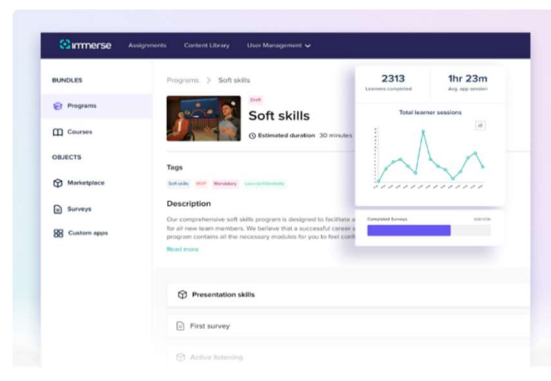 immerse
Assignments
Content Library
User Management
BUNDLES
Programs
Courses
OBJECTS
Marketplace
Surveys
Custom apps
Programs > Soft skills
Draft
Soft skills
Estimated duration 30 minutes
Tags
Soft skills
Mandatory
Description
Our comprehensive soft skills program is designed to facilitate a
for all new team members. We believe that a successful career
program contains all the necessary modules for you to feel conf
Read more
Presentation skills
First survey
Active listening
2313
Learners completed
1hr 23m
Avg. app session
Total learner sessions
Completed Surveys